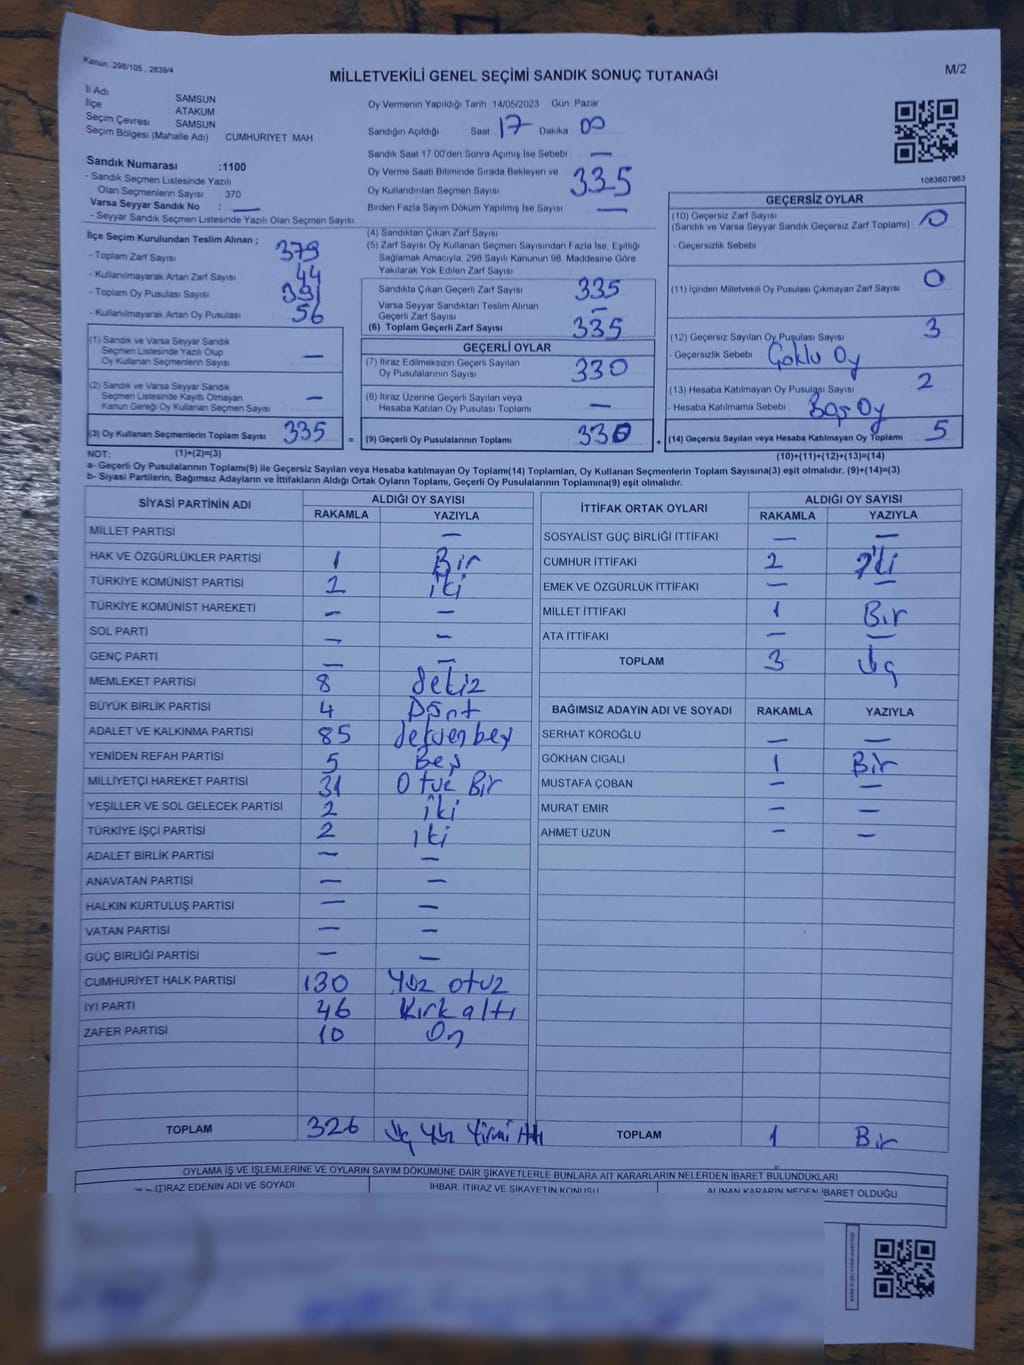 Kanun: 298/105 , 2839/4
MİLLETVEKİLİ GENEL SEÇİMİ SANDIK SONUÇ TUTANAĞI
M/2
İl Adı : SAMSUN
İlçe : ATAKUM
Seçim Çevresi : SAMSUN
Seçim Bölgesi (Mahalle Adı) CUMHURIYET MAH
Sandık Numarası :1100
- Sandık Seçmen Listesinde Yazılı
Olan Seçmenlerin Sayısı : 370
Varsa Seyyar Sandık No : —
- Seyyar Sandık Seçmen Listesinde Yazılı Olan Seçmen Sayısı
Oy Vermenin Yapıldığı Tarih 14/05/2023 Gün: Pazar
Sandığın Açıldığı Saat 17 Dakika 00
Sandık Saat 17.00'den Sonra Açımış İse Sebebi —
Oy Verme Saati Bitiminde Sırada Bekleyen ve
Oy Kullandırılan Seçmen Sayısı 335
Birden Fazla Sayım Döküm Yapılmış İse Sayısı —
1083607963
İlçe Seçim Kurulundan Teslim Alınan ;
- Toplam Zarf Sayısı 379
- Kullanılmayarak Artan Zarf Sayısı 44
- Toplam Oy Pusulası Sayısı 391
- Kullanılmayarak Artan Oy Pusulası 56
(1) Sandık ve Varsa Seyyar Sandık
Seçmen Listesinde Yazılı Olup
Oy Kullanan Seçmenlerin Sayısı —
(2) Sandık ve Varsa Seyyar Sandık
Seçmen Listesinde Kayıtlı Olmayan
Kanun Gereği Oy Kullanan Seçmen Sayısı —
(3) Oy Kullanan Seçmenlerin Toplam Sayısı 335 =
(4) Sandıktan Çıkan Zarf Sayısı
(5) Zarf Sayısı Oy Kullanan Seçmen Sayısından Fazla İse, Eşitliği
Sağlamak Amacıyla, 298 Sayılı Kanunun 98. Maddesine Göre
Yakılarak Yok Edilen Zarf Sayısı
Sandıkta Çıkan Geçerli Zarf Sayısı 335
Varsa Seyyar Sandıktan Teslim Alınan
Geçerli Zarf Sayısı —
(6) Toplam Geçerli Zarf Sayısı 335
GEÇERLİ OYLAR
(7) İtiraz Edilmeksizin Geçerli Sayılan
Oy Pusulalarının Sayısı 330
(8) İtiraz Üzerine Geçerli Sayılan veya
Hesaba Katılan Oy Pusulası Toplamı —
(9) Geçerli Oy Pusulalarının Toplamı 330 +
GEÇERSİZ OYLAR
(10) Geçersiz Zarf Sayısı
(Sandık ve Varsa Seyyar Sandık Geçersiz Zarf Toplamı) 0
- Geçersizlik Sebebi
(11) İçinden Milletvekili Oy Pusulası Çıkmayan Zarf Sayısı 0
(12) Geçersiz Sayılan Oy Pusulası Sayısı 3
- Geçersizlik Sebebi Çoklu Oy
(13) Hesaba Katılmayan Oy Pusulası Sayısı 2
- Hesaba Katılmama Sebebi Boş Oy
(14) Geçersiz Sayılan veya Hesaba Katılmayan Oy Toplamı 5
NOT: (1)+(2)=(3)
(10)+(11)+(12)+(13)=(14)
a- Geçerli Oy Pusulalarının Toplamı(9) ile Geçersiz Sayılan veya Hesaba katılmayan Oy Toplamı(14) Toplamları, Oy Kullanan Seçmenlerin Toplam Sayısına(3) eşit olmalıdır. (9)+(14)=(3)
b- Siyasi Partilerin, Bağımsız Adayların ve İttifakların Aldığı Ortak Oyların Toplamı, Geçerli Oy Pusulalarının Toplamına(9) eşit olmalıdır.
SİYASİ PARTİNİN ADI ALDIĞI OY SAYISI
RAKAMLA YAZIYLA
MİLLET PARTİSİ —
HAK VE ÖZGÜRLÜKLER PARTİSİ 1 Bir
TÜRKİYE KOMÜNİST PARTİSİ 2 iki
TÜRKİYE KOMÜNİST HAREKETİ — —
SOL PARTİ — —
GENÇ PARTİ — —
MEMLEKET PARTİSİ 8 sekiz
BÜYÜK BİRLİK PARTİSİ 4 Dört
ADALET VE KALKINMA PARTİSİ 85 seksenbeş
YENİDEN REFAH PARTİSİ 5 Beş
MİLLİYETÇİ HAREKET PARTİSİ 31 Otuz Bir
YEŞİLLER VE SOL GELECEK PARTİSİ 2 iki
TÜRKİYE İŞÇİ PARTİSİ 2 iki
ADALET BİRLİK PARTİSİ — —
ANAVATAN PARTİSİ — —
HALKIN KURTULUŞ PARTİSİ — —
VATAN PARTİSİ — —
GÜÇ BİRLİĞİ PARTİSİ — —
CUMHURİYET HALK PARTİSİ 130 Yüz otuz
İYİ PARTİ 46 Kırk altı
ZAFER PARTİSİ 10 On
TOPLAM 326 Üç Yüz Yirmi Altı
İTTİFAK ORTAK OYLARI ALDIĞI OY SAYISI
RAKAMLA YAZIYLA
SOSYALİST GÜÇ BİRLİĞİ İTTİFAKI — —
CUMHUR İTTİFAKI 2 İki
EMEK VE ÖZGÜRLÜK İTTİFAKI — —
MİLLET İTTİFAKI 1 Bir
ATA İTTİFAKI — —
TOPLAM 3 Üç
BAĞIMSIZ ADAYIN ADI VE SOYADI RAKAMLA YAZIYLA
SERHAT KÖROĞLU — —
GÖKHAN CIGALI 1 Bir
MUSTAFA ÇOBAN — —
MURAT EMIR — —
AHMET UZUN — —
TOPLAM 1 Bir
OYLAMA İŞ VE İŞLEMLERİNE VE OYLARIN SAYIM DÖKÜMÜNE DAİR ŞİKAYETLERLE BUNLARA AİT KARARLARIN NELERDEN İBARET BULUNDUKLARI
İTİRAZ EDENİN ADI VE SOYADI
İHBAR, İTİRAZ VE ŞİKAYETİN KONUSU
ALINAN KARARIN NEDEN İBARET OLDUĞU